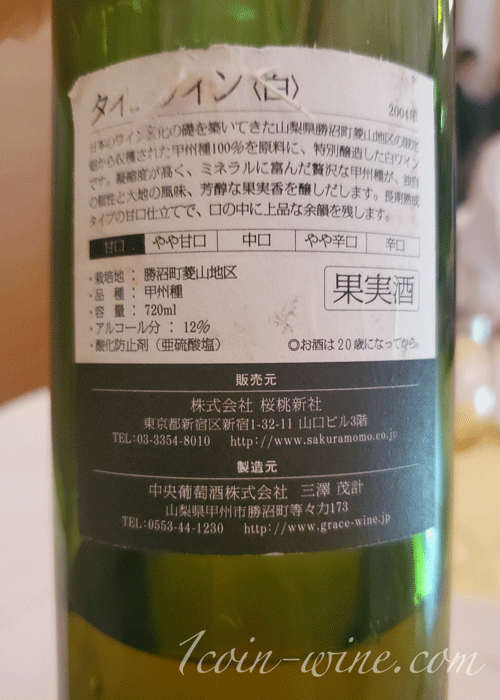 タイ ワイン〈白〉
2004年
日本のワイン文化の礎を築いてきた山梨県勝沼町菱山地区の限定
畑から収穫された甲州種100%を原料に、特別醸造した白ワイン
です。凝縮度が高く、ミネラルに富んだ贅沢な甲州種が、独自
の個性と大地の風味、芳醇な果実香を醸しだします。長期熟成
タイプの甘口仕立てで、口の中に上品な余韻を残します。
甘口 やや甘口 中口 やや辛口 辛口
・栽培地：勝沼町菱山地区
・品 種：甲州種
・容 量：720ml
・アルコール分：12%
・酸化防止剤（亜硫酸塩）
果実酒
◎お酒は20歳になってから。
販売元
株式会社 桜桃新社
東京都新宿区新宿1-32-11 山口ビル3階
TEL:03-3354-8010 http://www.sakuramomo.co.jp
製造元
中央葡萄酒株式会社 三澤 茂計
山梨県甲州市勝沼町等々力173
TEL:0553-44-1230 http://www.grace-wine.jp
1coin-wine.com